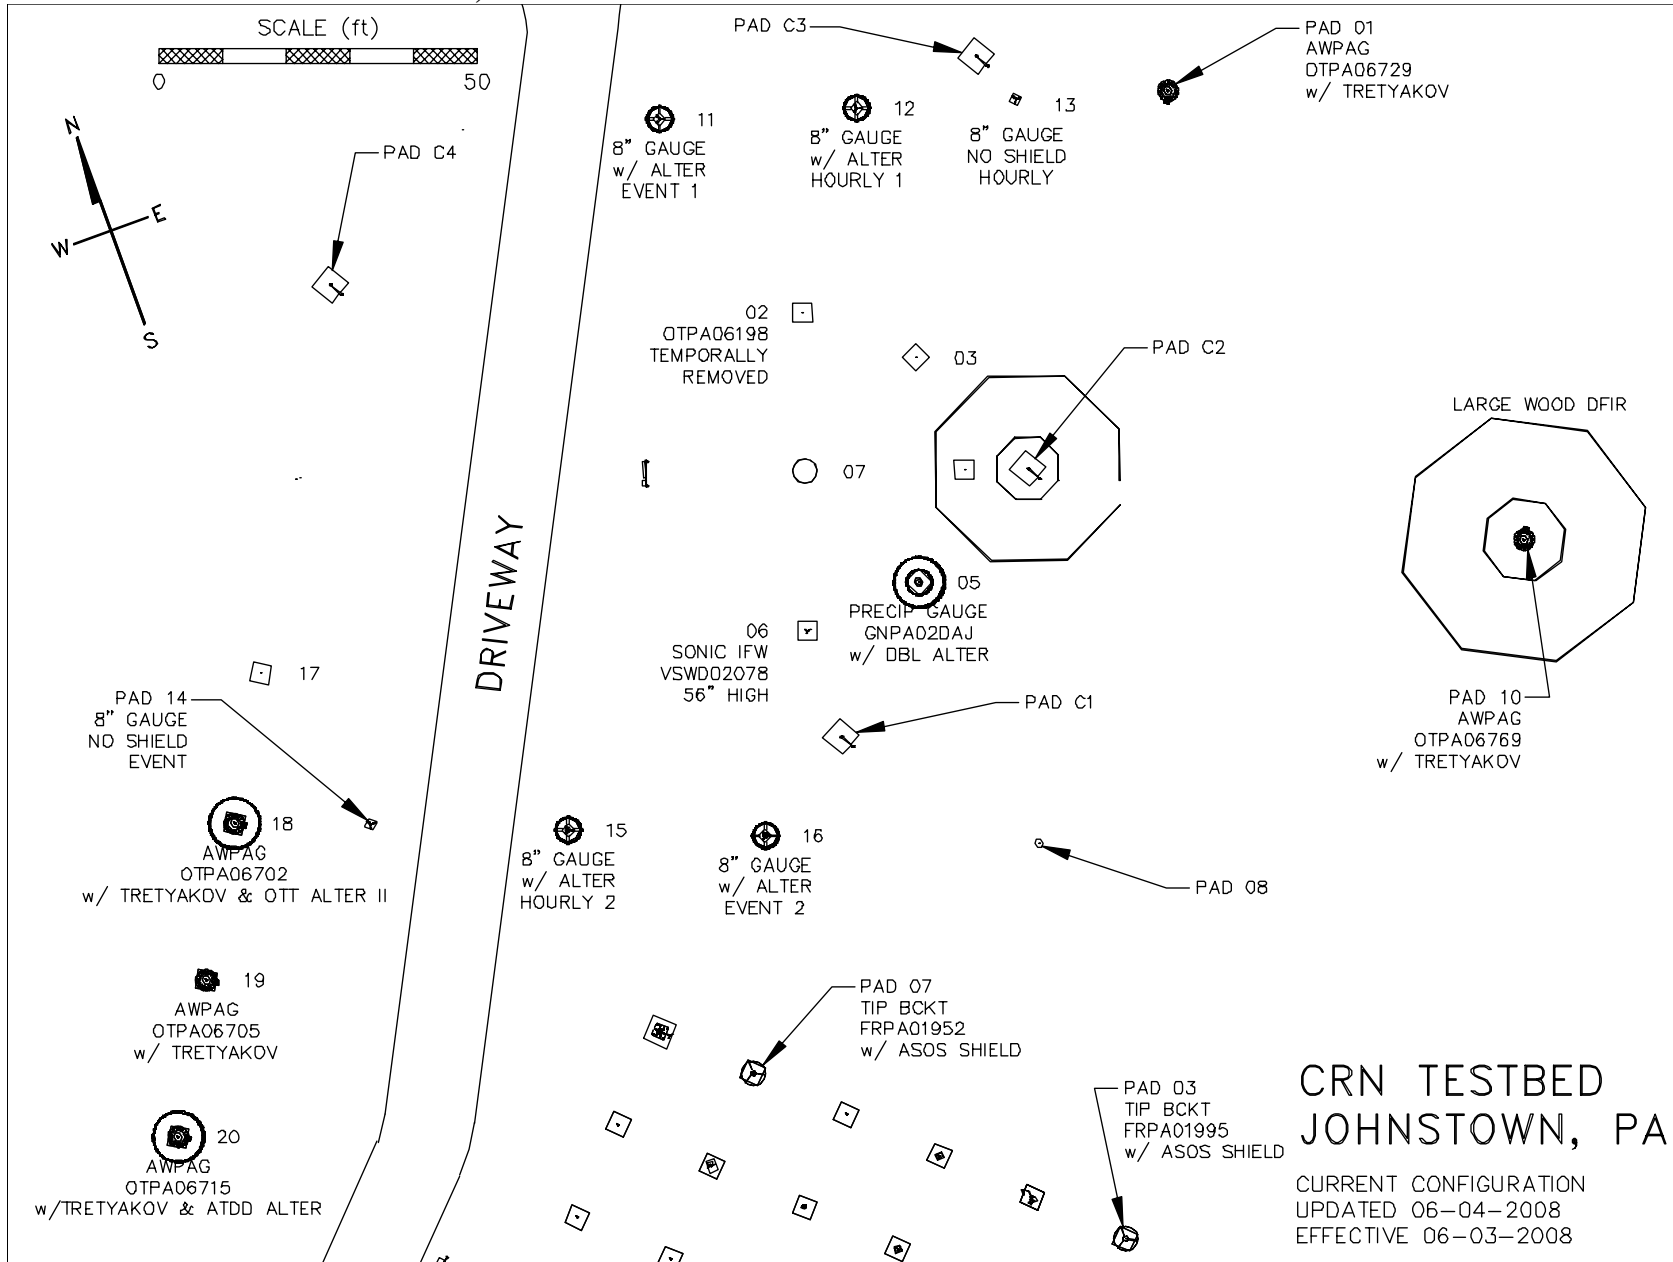 SCALE (ft)
0
50
N
E
W
S
PAD C4
PAD C3
PAD 01
AWPAG
OTPA06729
w/ TRETYAKOV
11
8" GAUGE
w/ ALTER
EVENT 1
12
8" GAUGE
w/ ALTER
HOURLY 1
13
8" GAUGE
NO SHIELD
HOURLY
02
OTPA06198
TEMPORALLY
REMOVED
03
PAD C2
LARGE WOOD DFIR
07
DRIVEWAY
05
PRECIP GAUGE
GNPA02DAJ
w/ DBL ALTER
06
SONIC IFW
VSWD02078
56" HIGH
17
PAD 14
8" GAUGE
NO SHIELD
EVENT
PAD C1
PAD 10
AWPAG
OTPA06769
w/ TRETYAKOV
18
AWPAG
OTPA06702
w/ TRETYAKOV & OTT ALTER II
15
8" GAUGE
w/ ALTER
HOURLY 2
16
8" GAUGE
w/ ALTER
EVENT 2
PAD 08
19
AWPAG
OTPA06705
w/ TRETYAKOV
PAD 07
TIP BCKT
FRPA01952
w/ ASOS SHIELD
PAD 03
TIP BCKT
FRPA01995
w/ ASOS SHIELD
20
AWPAG
OTPA06715
w/TRETYAKOV & ATDD ALTER
CRN TESTBED
JOHNSTOWN, PA
CURRENT CONFIGURATION
UPDATED 06-04-2008
EFFECTIVE 06-03-2008